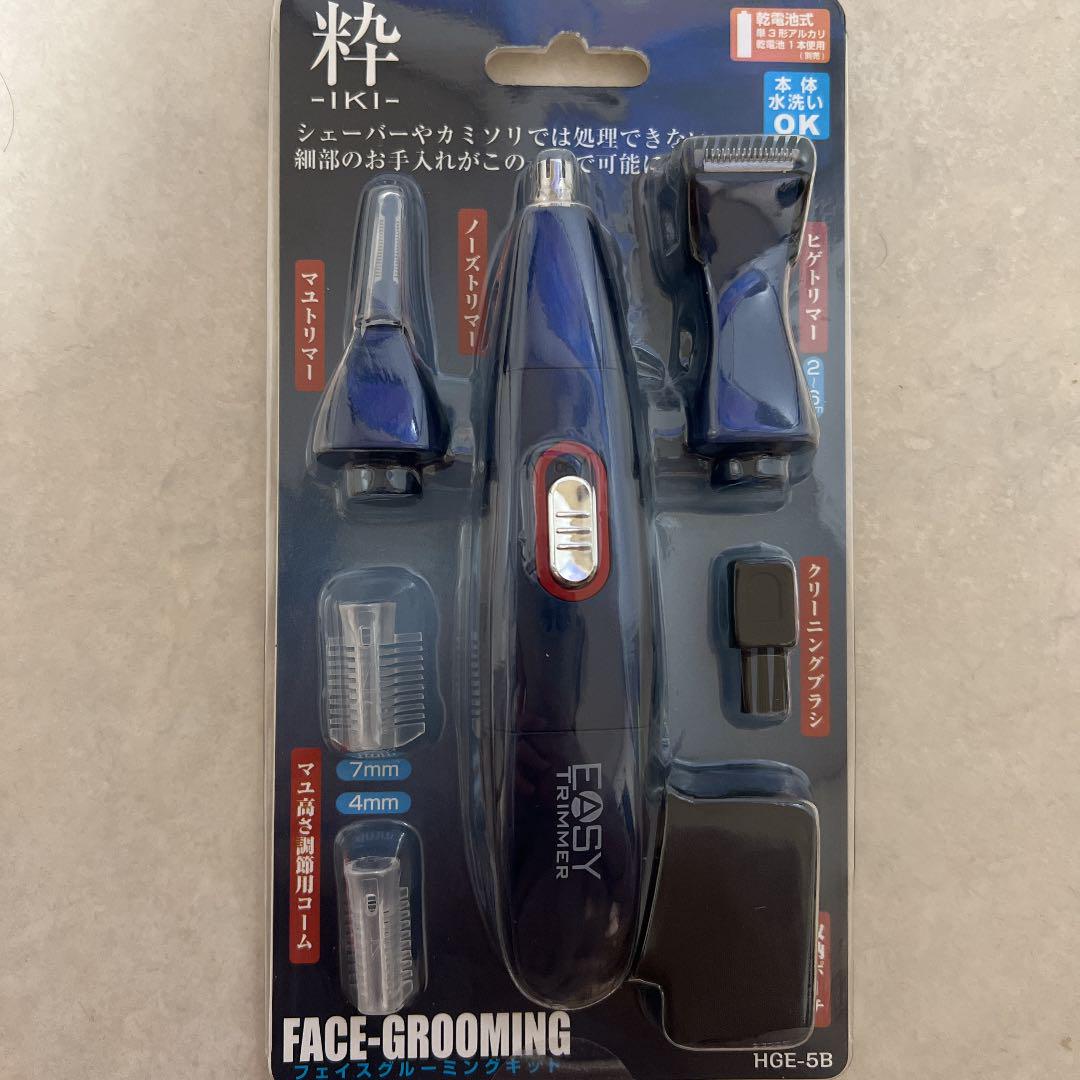 粋
-IKI-
乾電池式
単3形アルカリ
乾電池1本使用
(別売)
本体
水洗い
OK
シェーバーやカミソリでは処理できな
細部のお手入れがこの
で可能に
マユトリマー
ノーズトリマー
ヒゲトリマー
2~6
クリーニングブラシ
7mm
4mm
マユ高さ調節用コーム
EASY
TRIMMER
FACE-GROOMING
フェイスグルーミングキット
HGE-5B